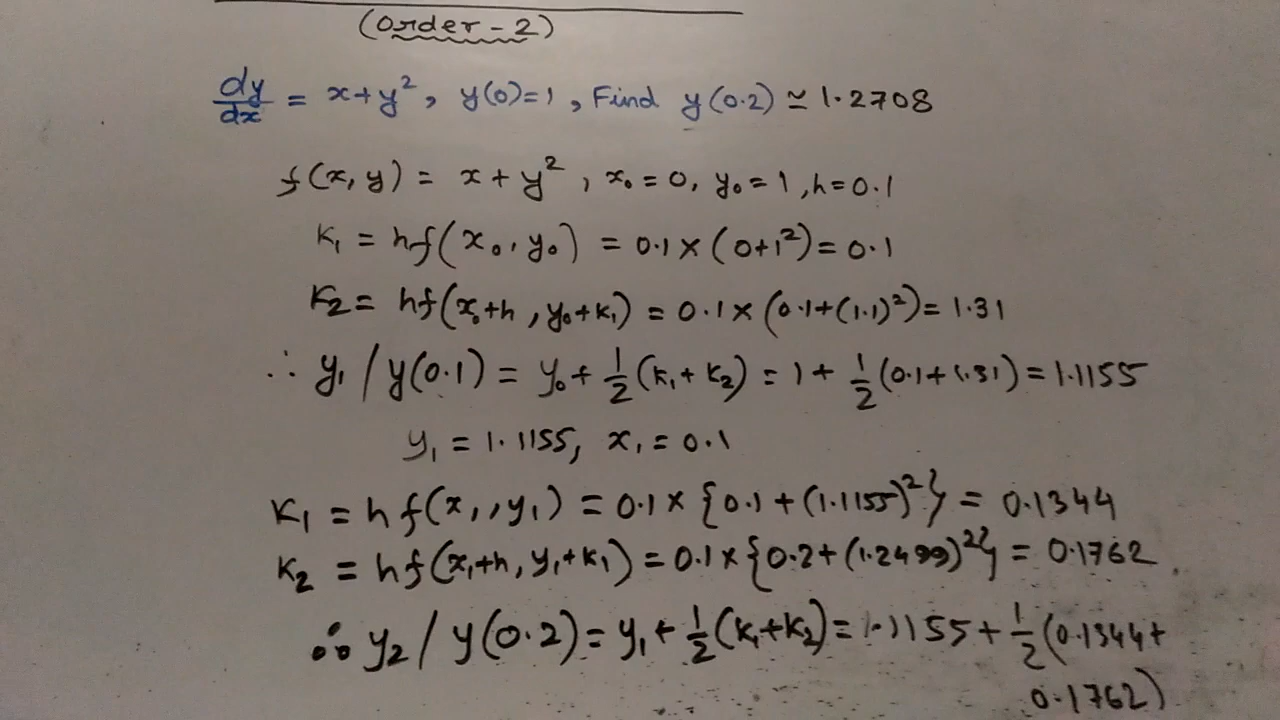 (order-2)
dy/dx = x+y², y(0)=1, Find y(0.2) ≃ 1.2708
f(x,y) = x+y², x₀=0, y₀=1, h=0.1
K₁ = hf(x₀,y₀) = 0.1×(0+1²)=0.1
K₂= hf(x₀+h, y₀+K₁) = 0.1×(0.1+(1.1)²)= 1.31
∴ y₁/y(0.1) = y₀+ 1/2(K₁+K₂) = 1+ 1/2(0.1+1.31) = 1.1155
y₁ = 1.1155, x₁=0.1
K₁ = hf(x₁,y₁) = 0.1×{0.1+(1.1155)²} = 0.1344
K₂ = hf(x₁+h, y₁+K₁) = 0.1×{0.2+(1.2499)²} = 0.1762
∴ y₂/y(0.2)= y₁+ 1/2(K₁+K₂)= 1.1155+ 1/2(0.1344+
0.1762)